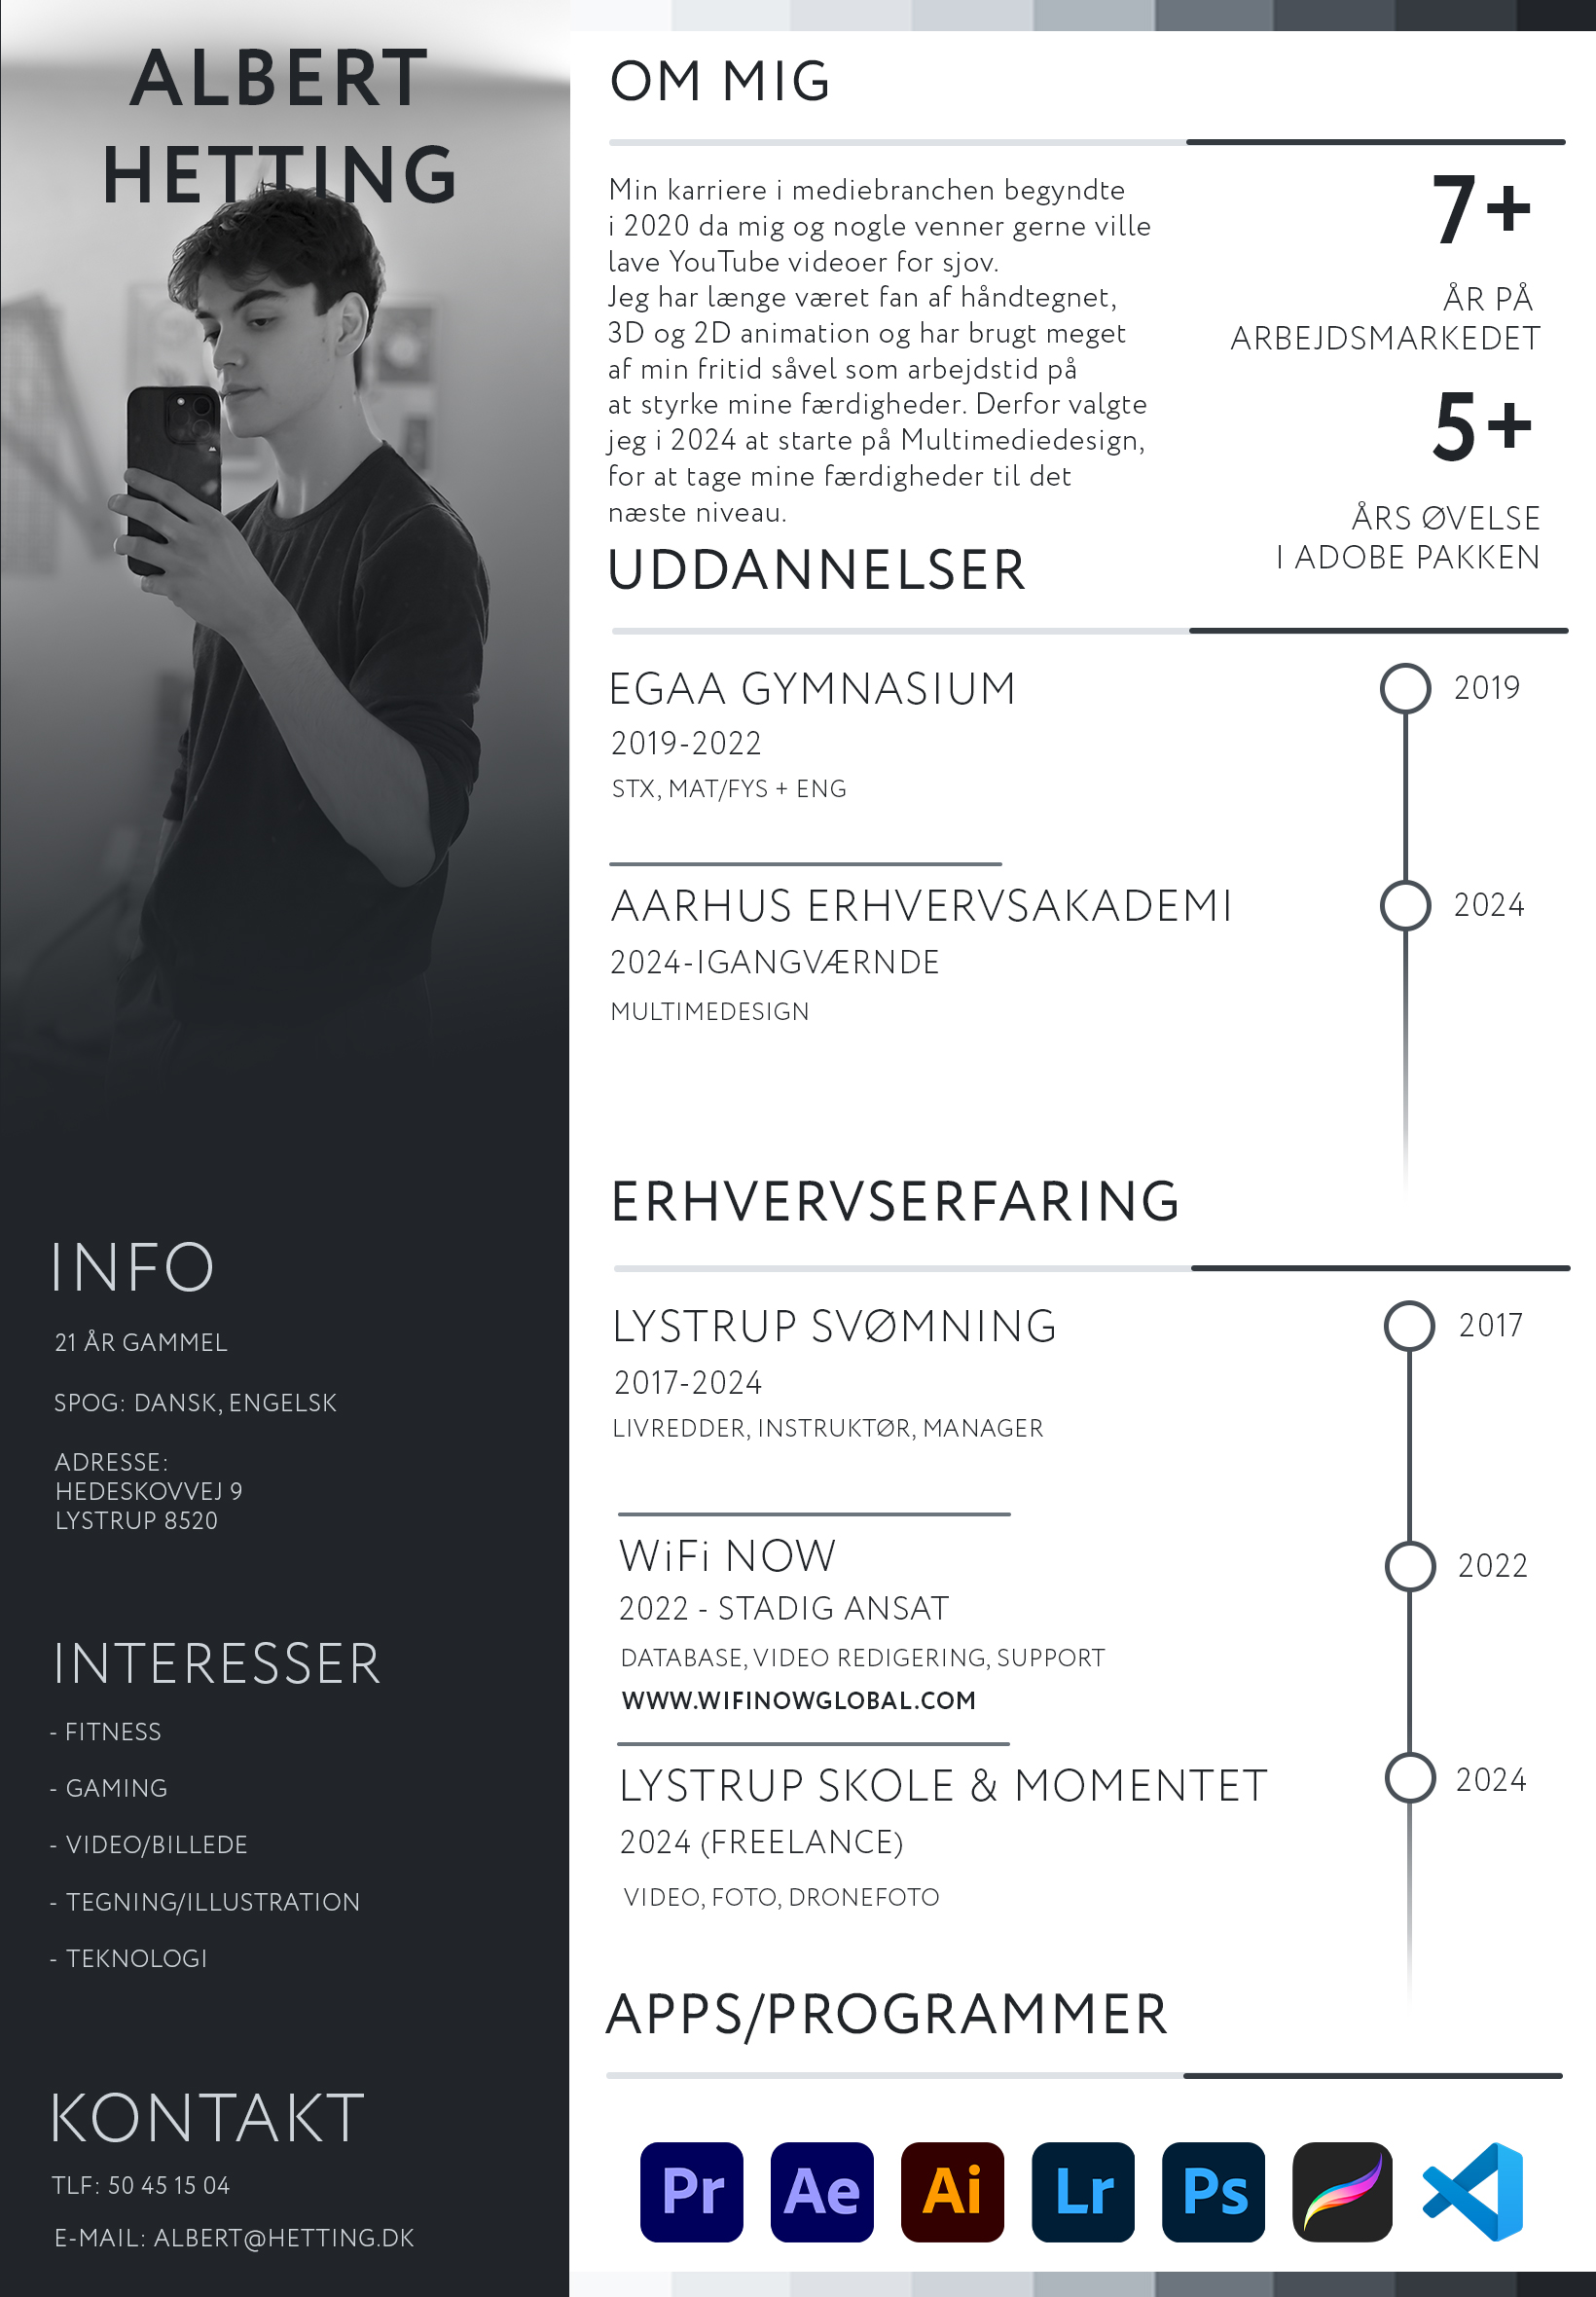 ALBERT
HETTING
INFO
21 ÅR GAMMEL
SPOG: DANSK, ENGELSK
ADRESSE:
HEDESKOVVEJ 9
LYSTRUP 8520
INTERESSER
- FITNESS
- GAMING
- VIDEO/BILLEDE
- TEGNING/ILLUSTRATION
- TEKNOLOGI
KONTAKT
TLF: 50 45 15 04
E-MAIL: ALBERT@HETTING.DK
OM MIG
Min karriere i mediebranchen begyndte
i 2020 da mig og nogle venner gerne ville
lave YouTube videoer for sjov.
Jeg har længe været fan af håndtegnet,
3D og 2D animation og har brugt meget
af min fritid såvel som arbejdstid på
at styrke mine færdigheder. Derfor valgte
jeg i 2024 at starte på Multimediedesign,
for at tage mine færdigheder til det
næste niveau.
7+
ÅR PÅ
ARBEJDSMARKEDET
5+
ÅRS ØVELSE
I ADOBE PAKKEN
UDDANNELSER
EGAA GYMNASIUM
2019-2022
STX, MAT/FYS + ENG
2019
AARHUS ERHVERVSAKADEMI
2024-IGANGVÆRNDE
MULTIMEDESIGN
2024
ERHVERVSERFARING
LYSTRUP SVØMNING
2017-2024
LIVREDDER, INSTRUKTØR, MANAGER
2017
WiFi NOW
2022 - STADIG ANSAT
DATABASE, VIDEO REDIGERING, SUPPORT
WWW.WIFINOWGLOBAL.COM
2022
LYSTRUP SKOLE & MOMENTET
2024 (FREELANCE)
VIDEO, FOTO, DRONEFOTO
2024
APPS/PROGRAMMER
Pr Ae Ai Lr Ps